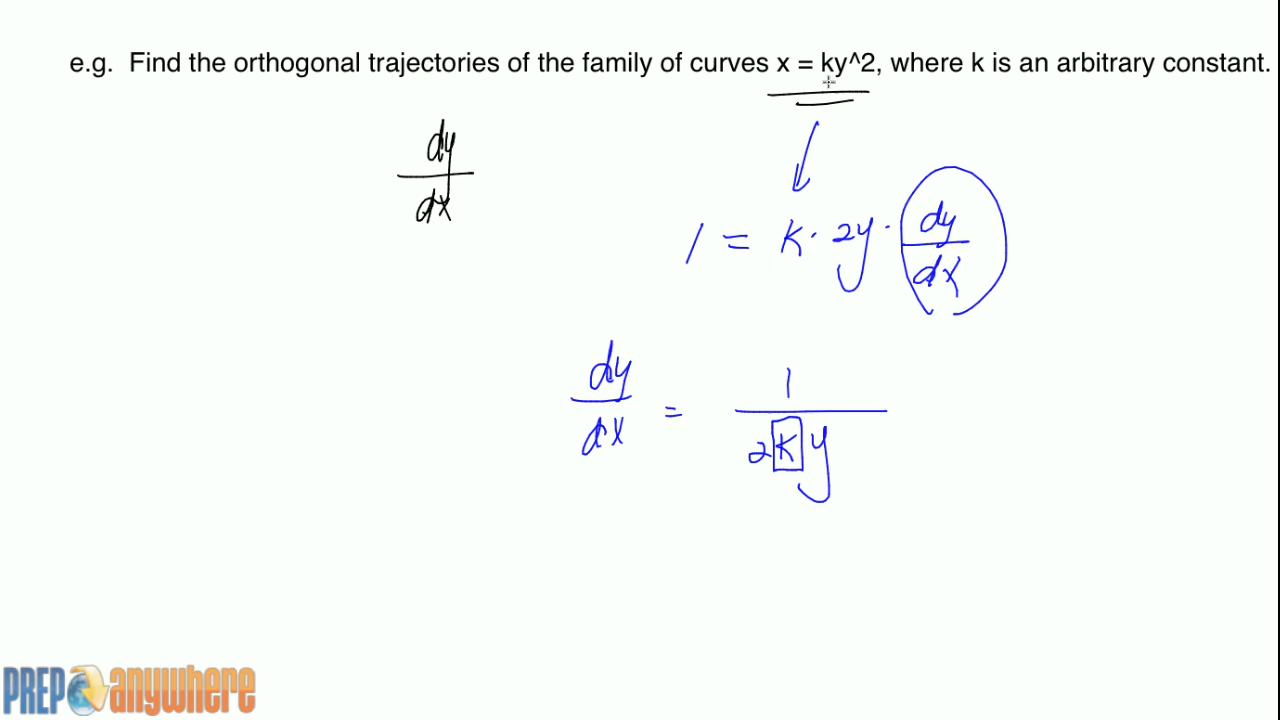 e.g. Find the orthogonal trajectories of the family of curves x = ky^2, where k is an arbitrary constant.
dy/dx
1 = k · 2y · dy/dx
dy/dx = 1/2ky
PREP anywhere